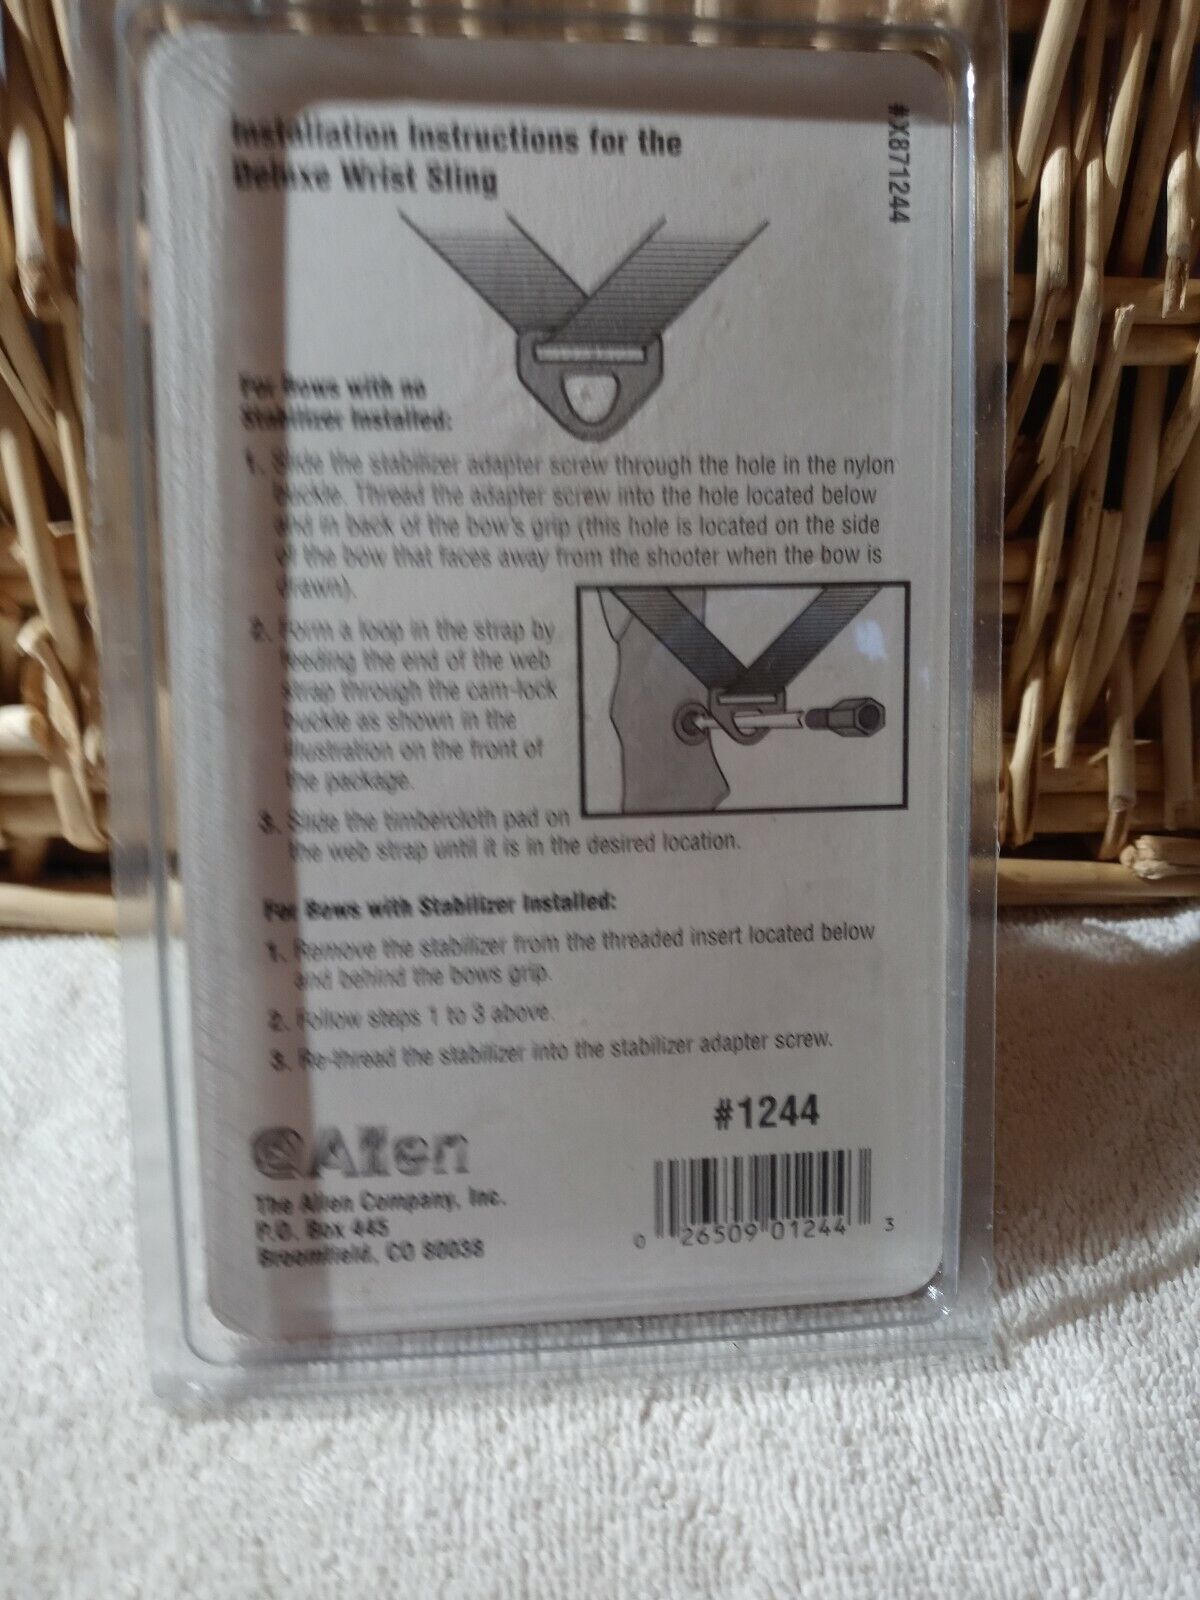 Installation Instructions for the
Deluxe Wrist Sling
#X871244
For Bows with no
Stabilizer Installed:
1. Slide the stabilizer adapter screw through the hole in the nylon
buckle. Thread the adapter screw into the hole located below
and in back of the bow's grip (this hole is located on the side
of the bow that faces away from the shooter when the bow is
drawn).
2. Form a loop in the strap by
feeding the end of the web
strap through the cam-lock
buckle as shown in the
illustration on the front of
the package.
3. Slide the timbercloth pad on
the web strap until it is in the desired location.
For Bows with Stabilizer Installed:
1. Remove the stabilizer from the threaded insert located below
and behind the bows grip.
2. Follow steps 1 to 3 above.
3. Re-thread the stabilizer into the stabilizer adapter screw.
#1244
Allen
The Allen Company, Inc.
P.O. Box 445
Broomfield, CO 80038
0 26509 01244 3